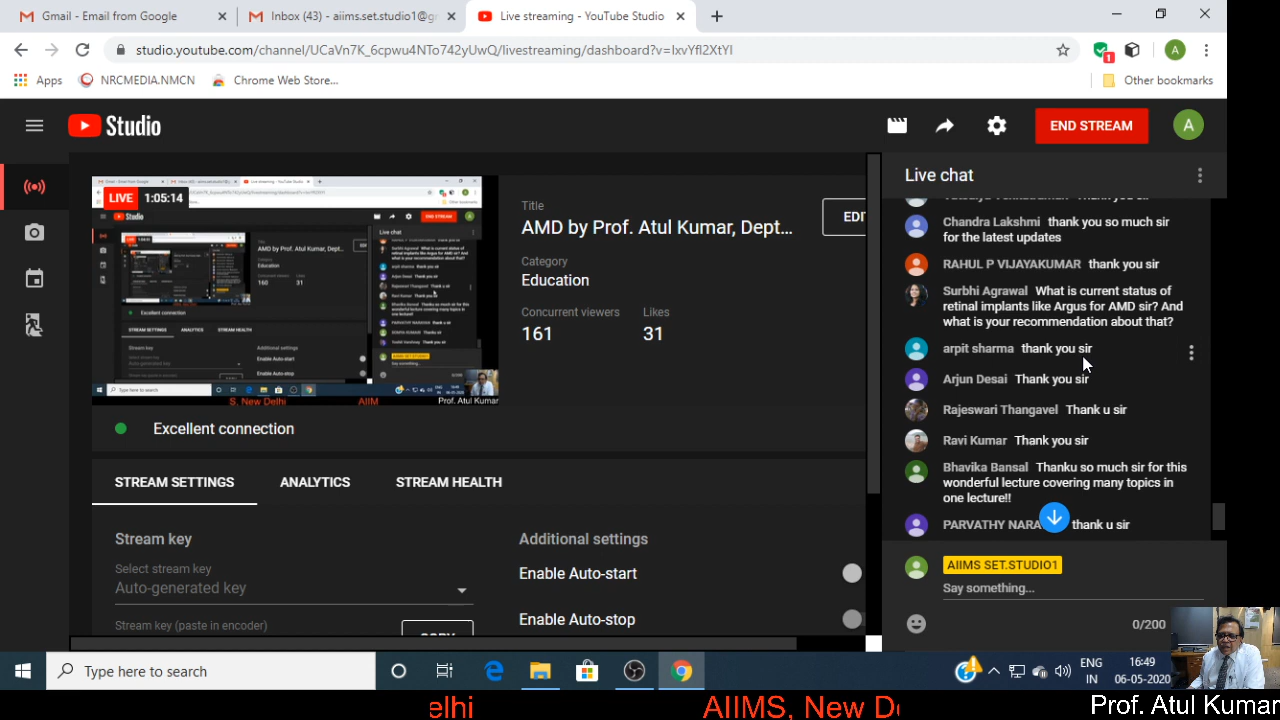 Gmail - Email from Google
Inbox (43) - aiims.set.studio1@g
Live streaming - YouTube Studio
studio.youtube.com/channel/UCaVn7K_6cpwu4NTo742yUwQ/livestreaming/dashboard?v=IxvYfl2XtYI
1
A
Apps
NRCMEDIA.NMCN
Chrome Web Store...
Other bookmarks
Studio
END STREAM
A
LIVE 1:05:14
Title
AMD by Prof. Atul Kumar, Dept...
EDI
Category
Education
Concurrent viewers
161
Likes
31
Excellent connection
STREAM SETTINGS
ANALYTICS
STREAM HEALTH
Stream key
Select stream key
Auto-generated key
Stream key (paste in encoder)
COPY
Additional settings
Enable Auto-start
Enable Auto-stop
Live chat
Chandra Lakshmi thank you so much sir
for the latest updates
RAHUL P VIJAYAKUMAR thank you sir
Surbhi Agrawal What is current status of
retinal implants like Argus for AMD sir? And
what is your recommendation about that?
arpit sharma thank you sir
Arjun Desai Thank you sir
Rajeswari Thangavel Thank u sir
Ravi Kumar Thank you sir
Bhavika Bansal Thanku so much sir for this
wonderful lecture covering many topics in
one lecture!!
PARVATHY NARA thank u sir
AIIMS SET.STUDIO1
Say something...
0/200
Type here to search
ENG
IN
16:49
06-05-2020
elhi
AIIMS, New De
Prof. Atul Kumar